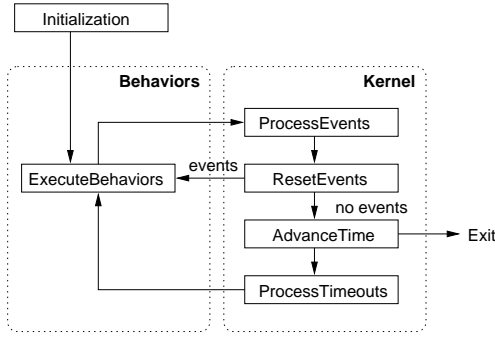 Initialization
Behaviors
Kernel
ProcessEvents
events
ExecuteBehaviors
ResetEvents
no events
AdvanceTime
Exit
ProcessTimeouts